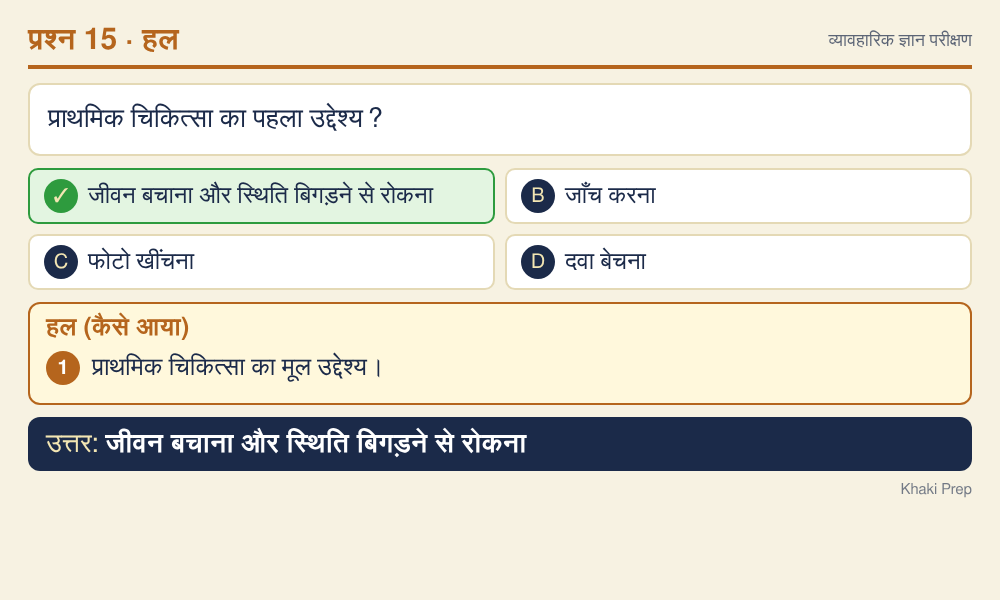 प्रश्न 15 · हल
व्यावहारिक ज्ञान परीक्षण
प्राथमिक चिकित्सा का पहला उद्देश्य ?
✓ जीवन बचाना और स्थिति बिगड़ने से रोकना
B जाँच करना
C फोटो खींचना
D दवा बेचना
हल (कैसे आया)
1 प्राथमिक चिकित्सा का मूल उद्देश्य।
उत्तर: जीवन बचाना और स्थिति बिगड़ने से रोकना
Khaki Prep